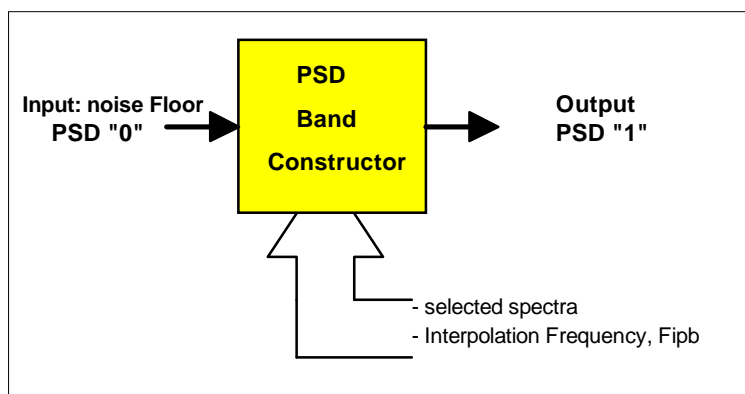 Input: noise Floor
PSD "0"
PSD
Band
Constructor
Output
PSD "1"
- selected spectra
- Interpolation Frequency, Fipb